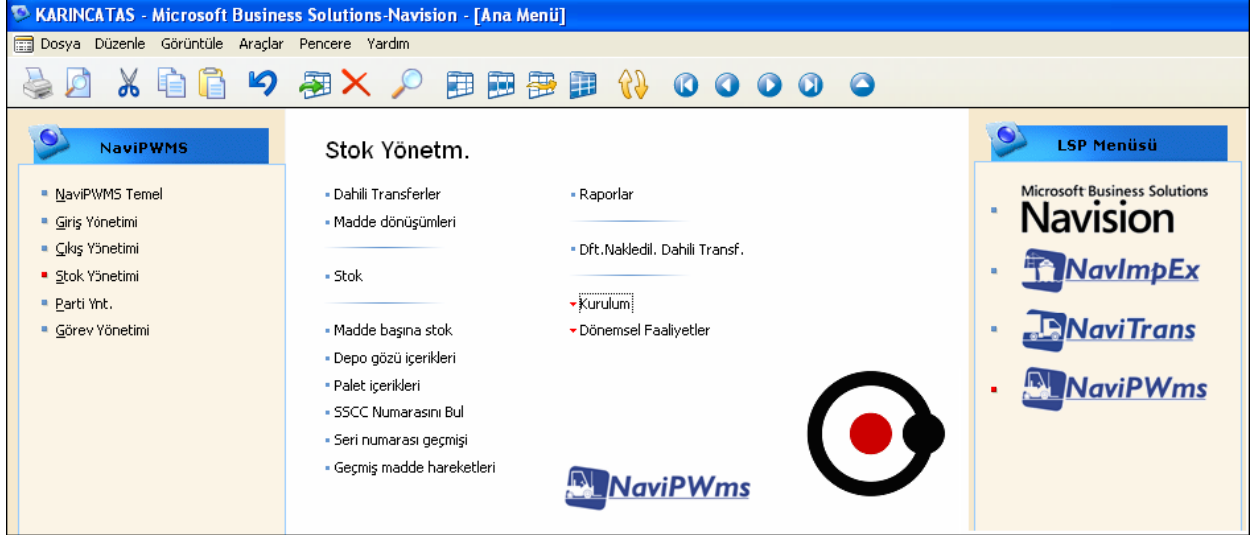 KARINCATAS - Microsoft Business Solutions-Navision - [Ana Menü]
Dosya Düzenle Görüntüle Araçlar Pencere Yardım
NaviPWMS
NaviPWMS Temel
Giriş Yönetimi
Çıkış Yönetimi
Stok Yönetimi
Parti Ynt.
Görev Yönetimi
Stok Yönetm.
Dahili Transferler
Madde dönüşümleri
Stok
Madde başına stok
Depo gözü içerikleri
Palet içerikleri
SSCC Numarasını Bul
Seri numarası geçmişi
Geçmiş madde hareketleri
Raporlar
Dft.Nakledil. Dahili Transf.
Kurulum
Dönemsel Faaliyetler
NaviPWms
LSP Menüsü
Microsoft Business Solutions
Navision
NavImpEx
NaviTrans
NaviPWms